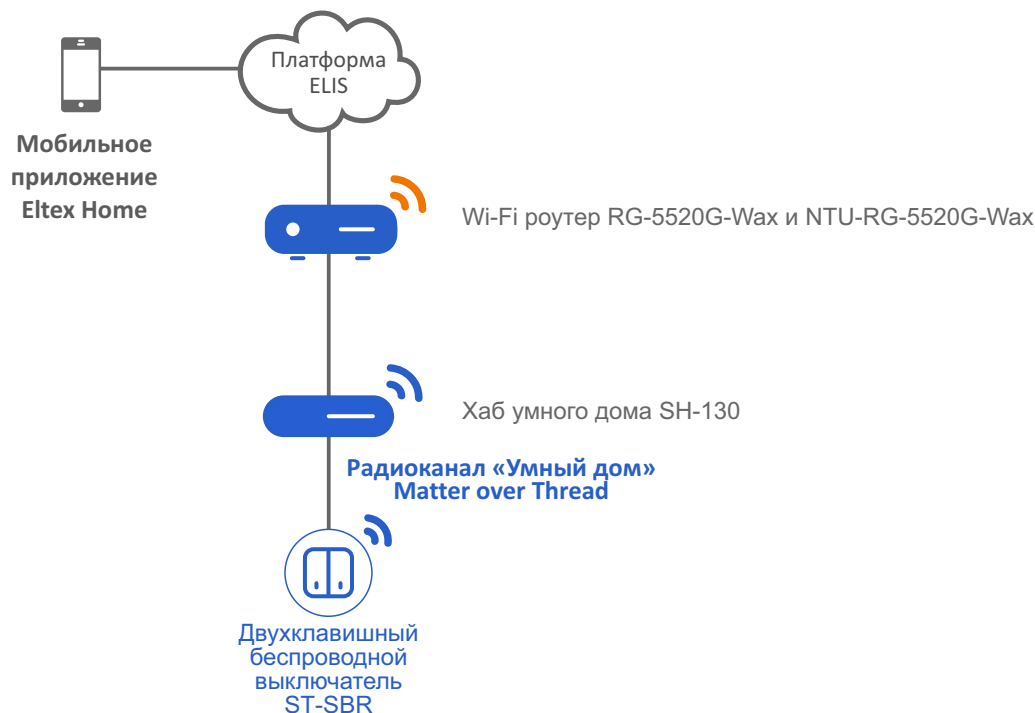 Платформа
ELIS
Мобильное
приложение
Eltex Home
Wi-Fi роутер RG-5520G-Wax и NTU-RG-5520G-Wax
Хаб умного дома SH-130
Радиоканал «Умный дом»
Matter over Thread
Двухклавишный
беспроводной
выключатель
ST-SBR